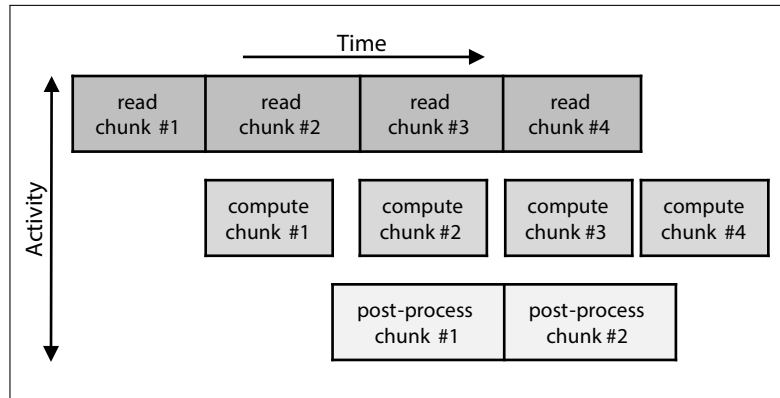 Time
read
chunk #1
read
chunk #2
read
chunk #3
read
chunk #4
Activity
compute
chunk #1
compute
chunk #2
compute
chunk #3
compute
chunk #4
post-process
chunk #1
post-process
chunk #2